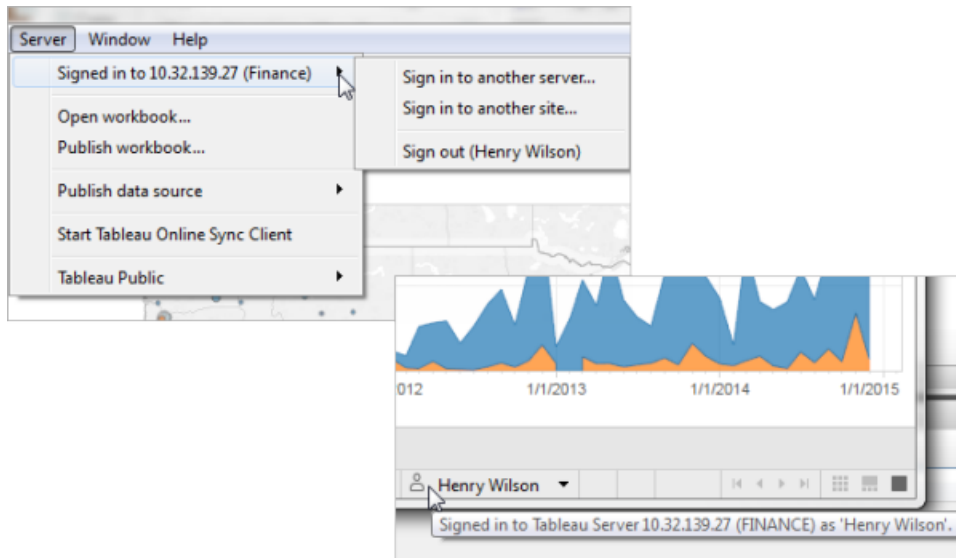 Server Window Help
Signed in to 10.32.139.27 (Finance)
Open workbook...
Publish workbook...
Publish data source
Start Tableau Online Sync Client
Tableau Public
Sign in to another server...
Sign in to another site...
Sign out (Henry Wilson)
012 1/1/2013 1/1/2014 1/1/2015
Henry Wilson
Signed in to Tableau Server 10.32.139.27 (FINANCE) as 'Henry Wilson'.